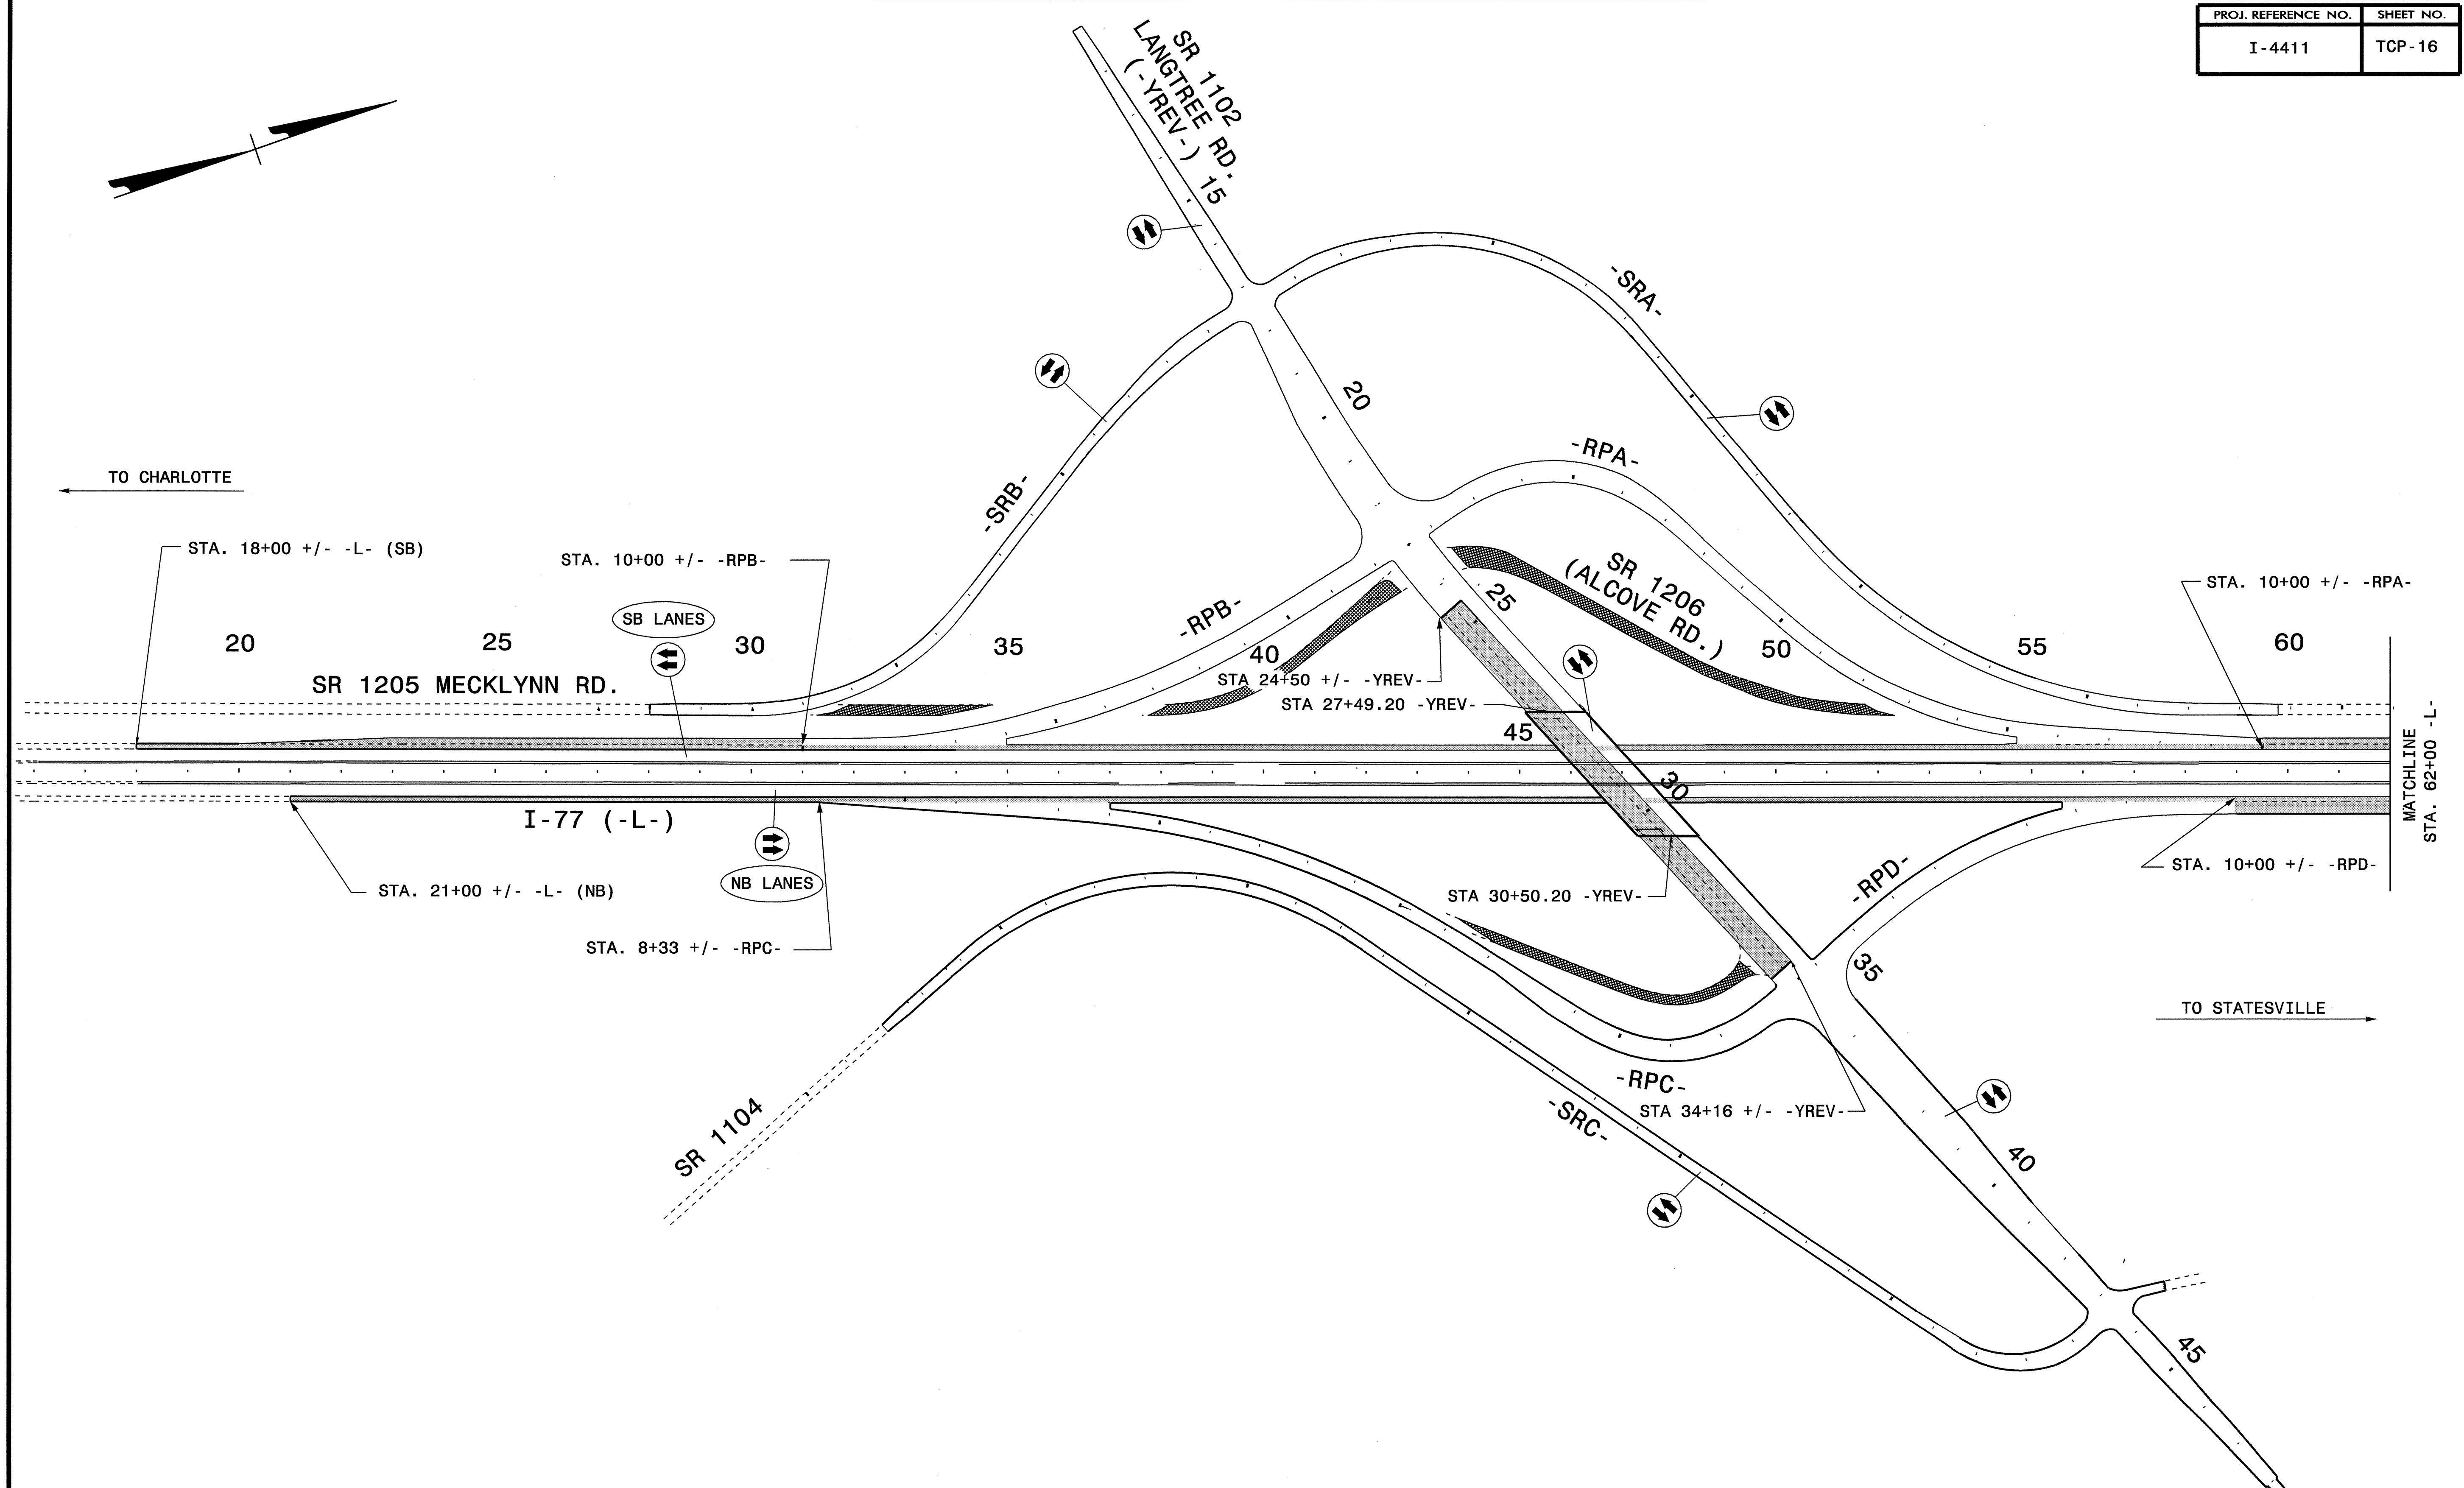 PROJ. REFERENCE NO.
SHEET NO.
I-4411
TCP-16
SR 1102
LANGTREE RD.
(-YREV-)
15
-SRA-
20
-RPA-
TO CHARLOTTE
-SRB-
STA. 18+00 +/- -L- (SB)
STA. 10+00 +/- -RPB-
SR 1206
(ALCOVE RD.)
STA. 10+00 +/- -RPA-
25
-RPB-
SB LANES
20
25
30
35
40
50
55
60
STA 24+50 +/- -YREV-
SR 1205 MECKLYNN RD.
STA 27+49.20 -YREV-
45
30
MATCHLINE
STA. 62+00 -L-
I-77 (-L-)
STA. 21+00 +/- -L- (NB)
NB LANES
STA. 10+00 +/- -RPD-
-RPD-
STA 30+50.20 -YREV-
STA. 8+33 +/- -RPC-
35
TO STATESVILLE
-RPC-
STA 34+16 +/- -YREV-
-SRC-
SR 1104
40
45